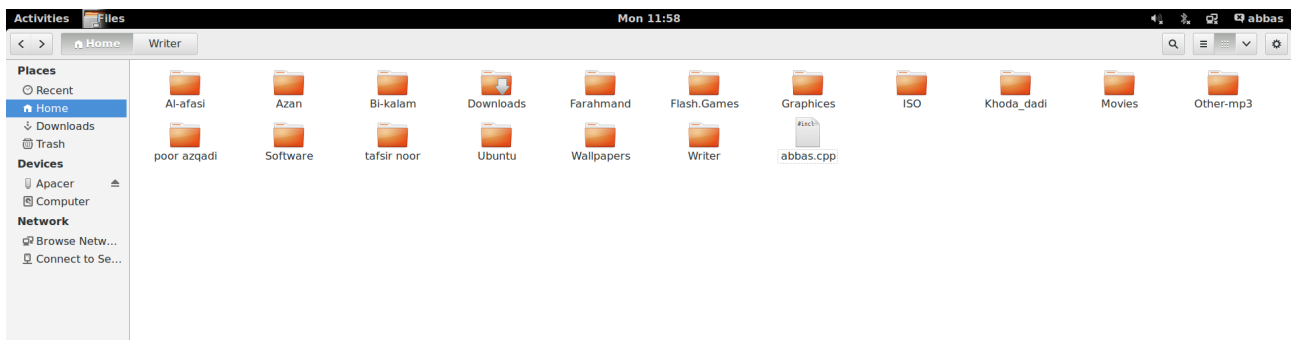 Activities Files Mon 11:58 abbas
Home Writer
Places
Recent
Home
Downloads
Trash
Devices
Apacer
Computer
Network
Browse Netw...
Connect to Se...
Al-afasi Azan Bi-kalam Downloads Farahmand Flash.Games Graphices ISO Khoda_dadi Movies Other-mp3
#incl
poor azqadi Software tafsir noor Ubuntu Wallpapers Writer abbas.cpp